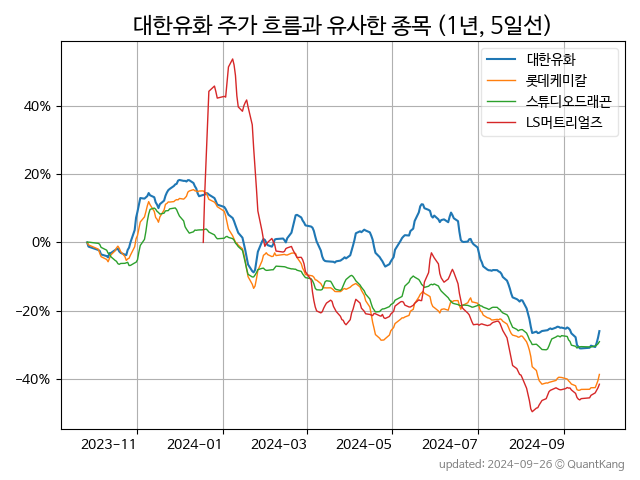 대한유화 주가 흐름과 유사한 종목 (1년, 5일선)
대한유화
롯데케미칼
스튜디오드래곤
LS머트리얼즈
40%
20%
0%
−20%
−40%
2023−11
2024−01
2024−03
2024−05
2024−07
2024−09
updated: 2024-09-26 © QuantKang